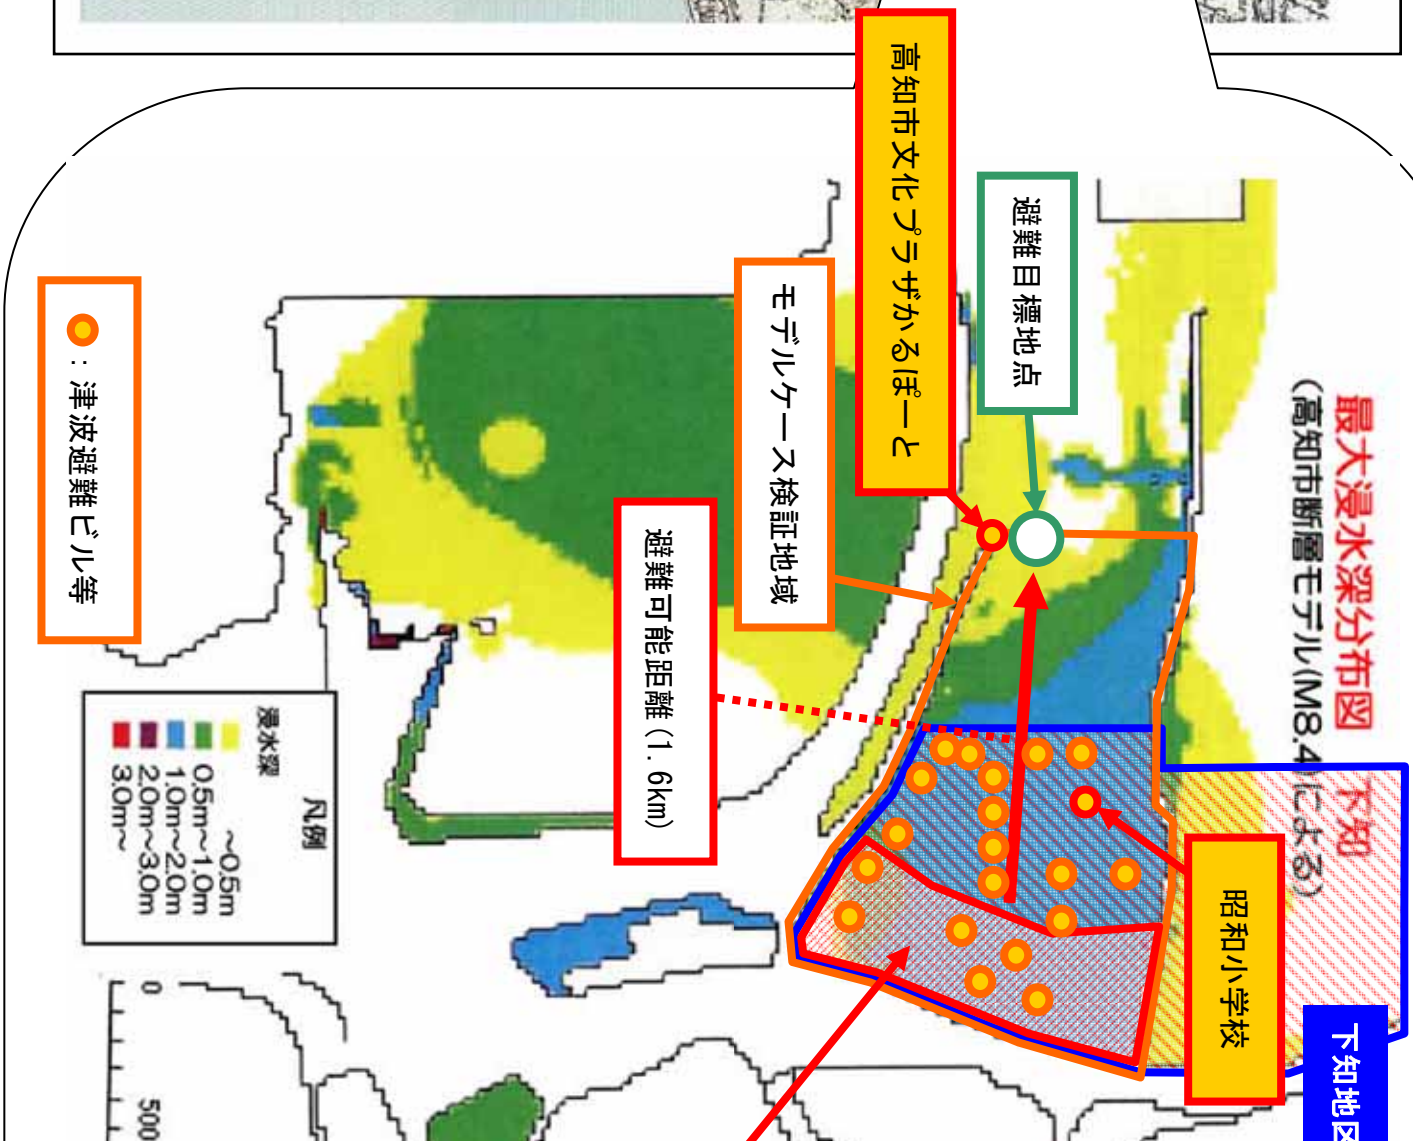 最大浸水深分布図
(高知市断層モデル(M8.4)による)
下知
下知地区
昭和小学校
避難目標地点
高知市文化プラザかるぽーと
モデルケース検証地域
避難可能距離(1.6km)
凡例
浸水深
~0.5m
0.5m~1.0m
1.0m~2.0m
2.0m~3.0m
3.0m~
:津波避難ビル等
0
500